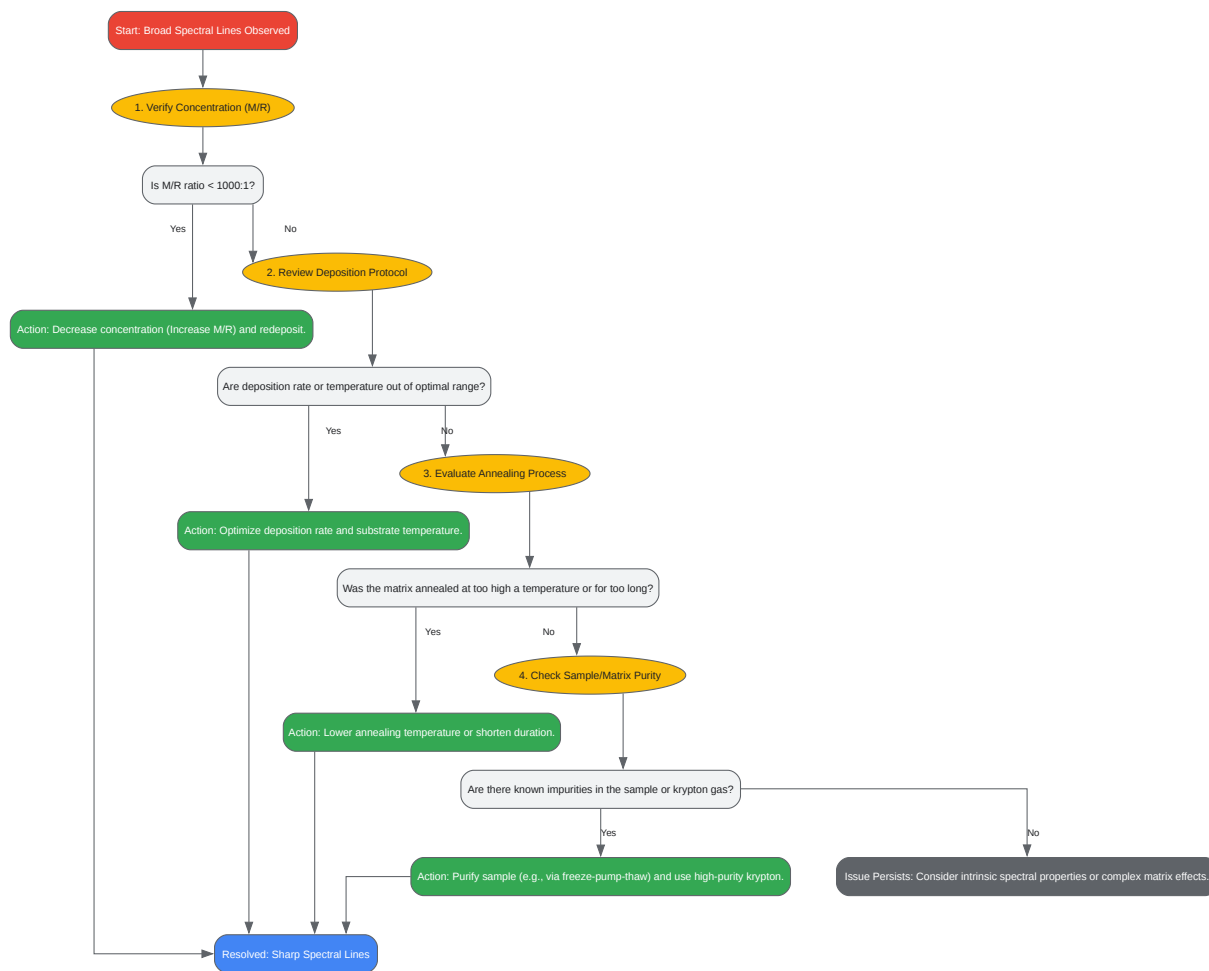 Start: Broad Spectral Lines Observed
1. Verify Concentration (M/R)
Is M/R ratio < 1000:1?
Yes
No
2. Review Deposition Protocol
Action: Decrease concentration (Increase M/R) and redeposit.
Are deposition rate or temperature out of optimal range?
Yes
No
3. Evaluate Annealing Process
Action: Optimize deposition rate and substrate temperature.
Was the matrix annealed at too high a temperature or for too long?
Yes
No
4. Check Sample/Matrix Purity
Action: Lower annealing temperature or shorten duration.
Are there known impurities in the sample or krypton gas?
Yes
No
Action: Purify sample (e.g., via freeze-pump-thaw) and use high-purity krypton.
Issue Persists: Consider intrinsic spectral properties or complex matrix effects.
Resolved: Sharp Spectral Lines